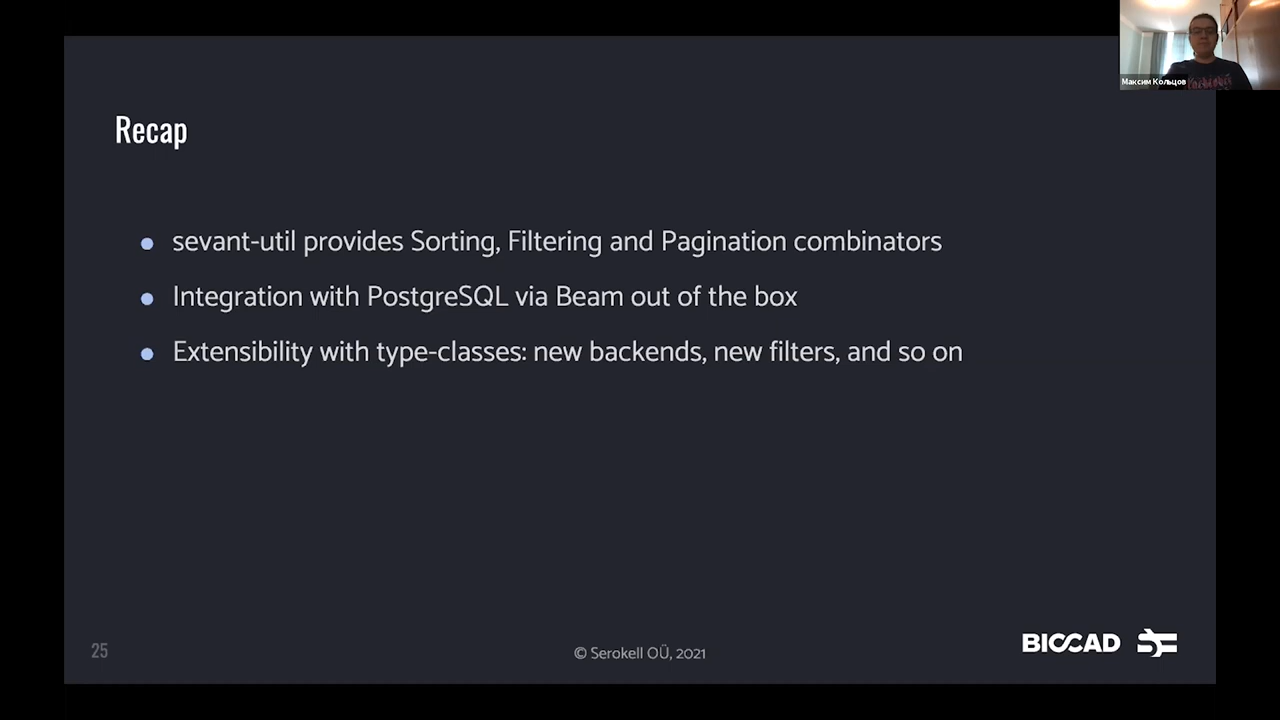 Максим Кольцов
Recap
sevant-util provides Sorting, Filtering and Pagination combinators
Integration with PostgreSQL via Beam out of the box
Extensibility with type-classes: new backends, new filters, and so on
25
© Serokell OÜ, 2021
BIOCAD